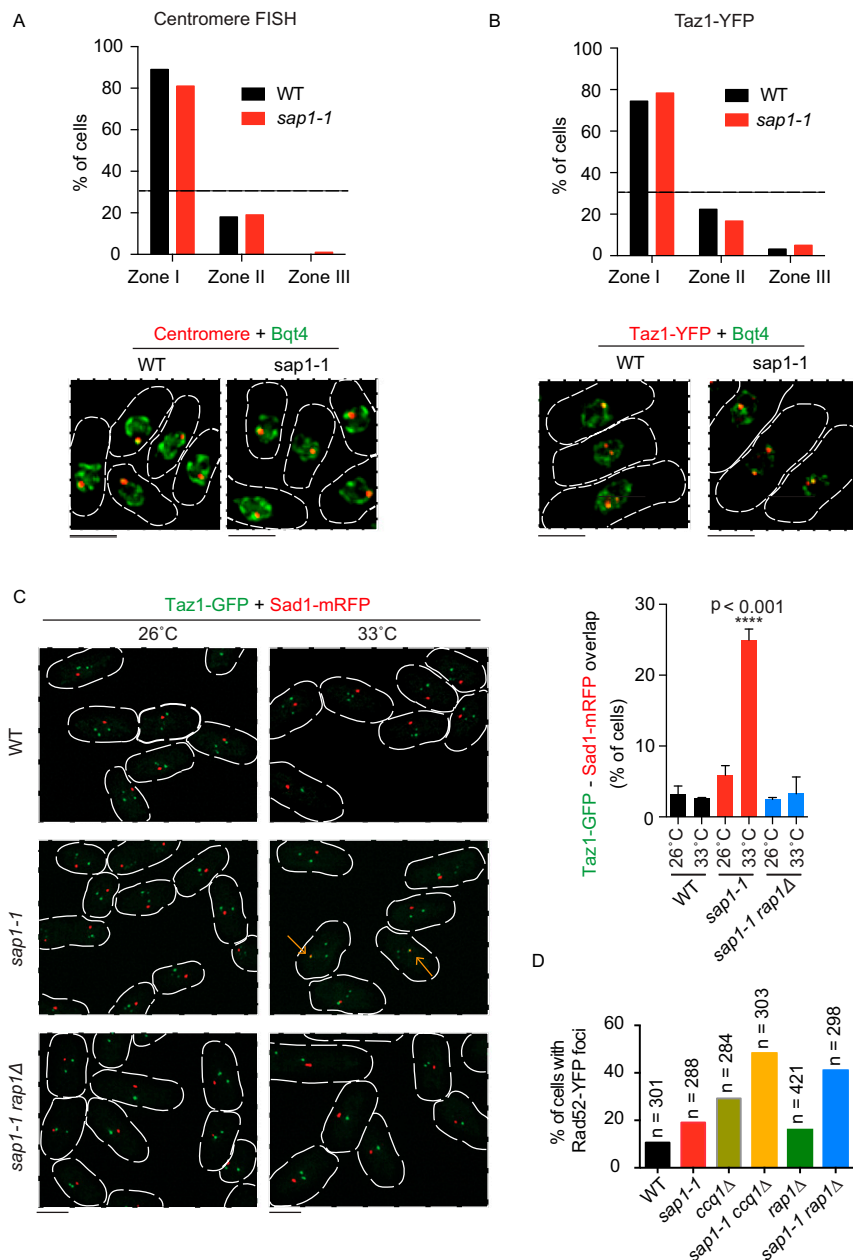 A
Centromere FISH
% of cells
100
80
60
40
20
0
WT
sap1-1
Zone I
Zone II
Zone III
Centromere + Bqt4
WT
sap1-1
B
Taz1-YFP
% of cells
100
80
60
40
20
0
WT
sap1-1
Zone I
Zone II
Zone III
Taz1-YFP + Bqt4
WT
sap1-1
C
Taz1-GFP + Sad1-mRFP
26˚C
33˚C
WT
sap1-1
sap1-1 rap1Δ
Taz1-GFP - Sad1-mRFP overlap
(% of cells)
30
20
10
0
p < 0.001
****
26˚C
33˚C
26˚C
33˚C
26˚C
33˚C
WT
sap1-1
sap1-1 rap1Δ
D
% of cells with
Rad52-YFP foci
60
40
20
0
n = 301
n = 288
n = 284
n = 303
n = 421
n = 298
WT
sap1-1
ccq1Δ
sap1-1 ccq1Δ
rap1Δ
sap1-1 rap1Δ